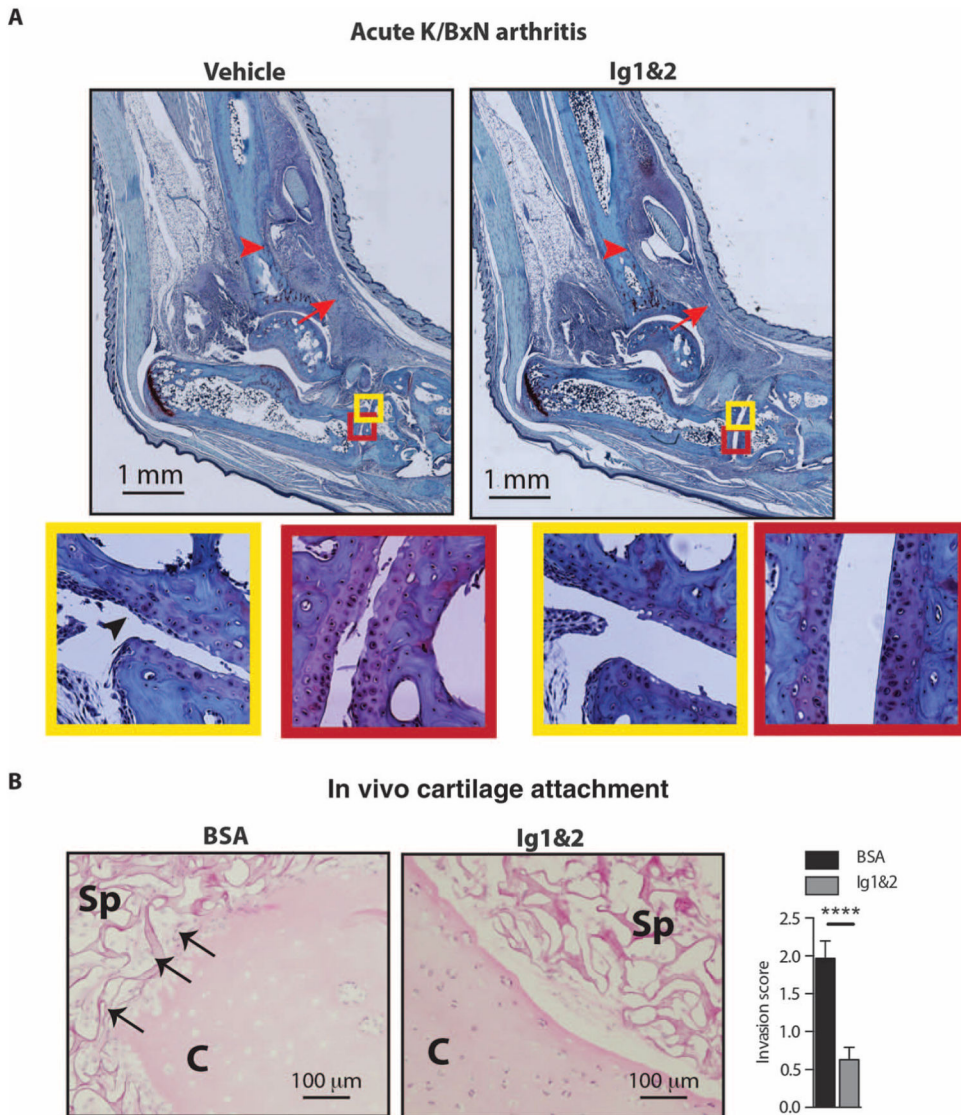 A
Acute K/BxN arthritis
Vehicle
Ig1&2
1 mm
1 mm
B
In vivo cartilage attachment
BSA
Ig1&2
Sp
C
100 µm
Sp
C
100 µm
BSA
Ig1&2
****
2.5
2.0
1.5
1.0
0.5
0.0
Invasion score